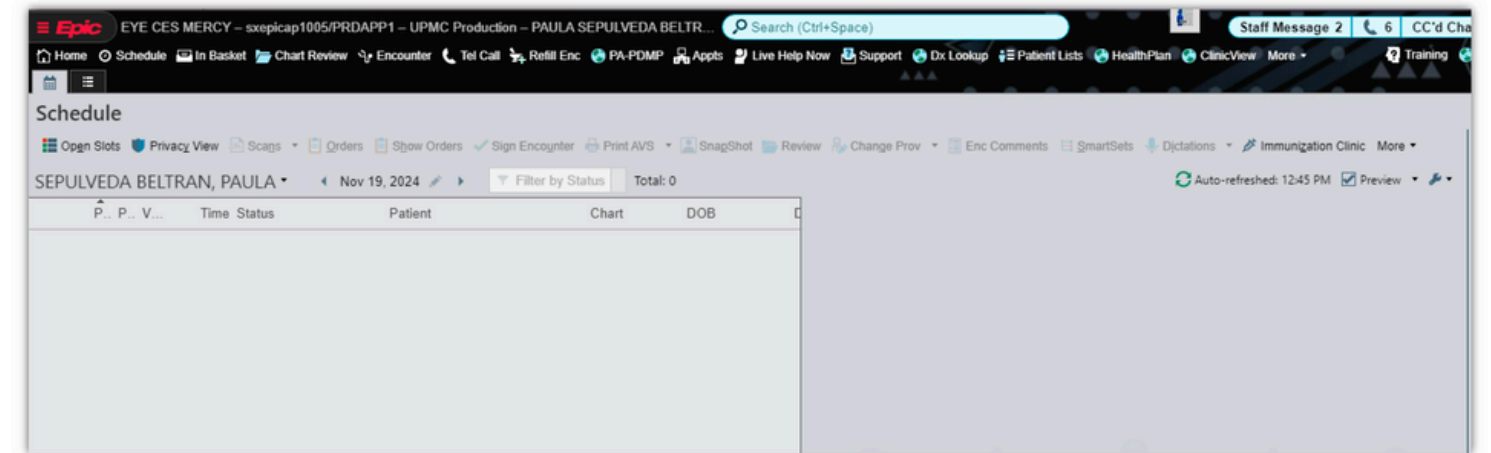 Epic EYE CES MERCY – sxepicap1005/PRDAPP1 – UPMC Production – PAULA SEPULVEDA BELTR... Search (Ctrl+Space) Staff Message 2 6 CC'd Cha
Home Schedule In Basket Chart Review Encounter Tel Call Refill Enc PA-PDMP Appts Live Help Now Support Dx Lookup Patient Lists HealthPlan ClinicView More Training
Schedule
Open Slots Privacy View Scans Orders Show Orders Sign Encounter Print AVS SnapShot Review Change Prov Enc Comments SmartSets Dictations Immunization Clinic More
SEPULVEDA BELTRAN, PAULA Nov 19, 2024 Filter by Status Total: 0 Auto-refreshed: 12:45 PM Preview
P.. P.. V... Time Status Patient Chart DOB